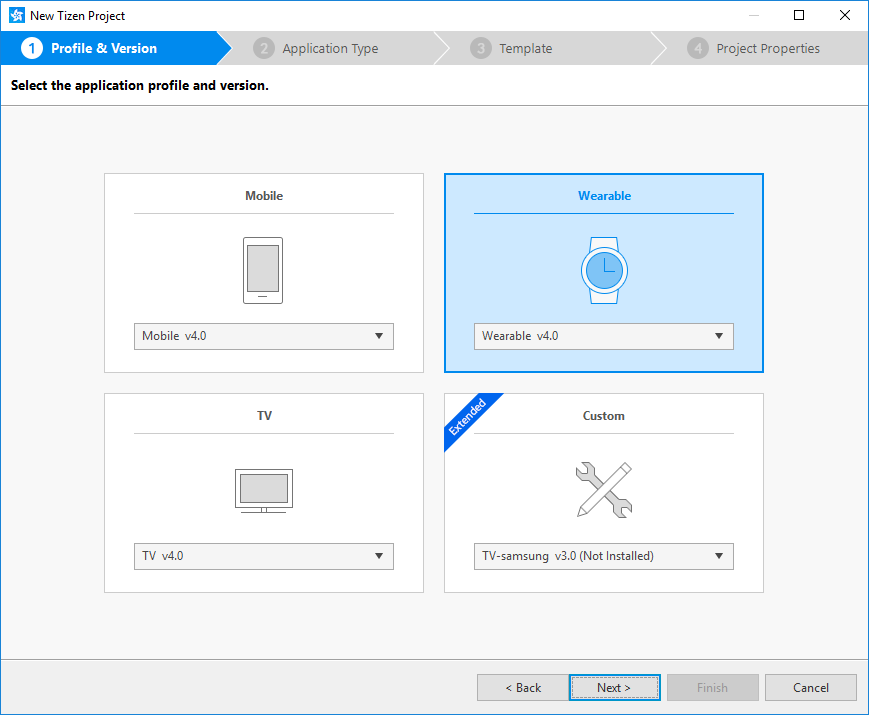 New Tizen Project
1 Profile & Version
2 Application Type
3 Template
4 Project Properties
Select the application profile and version.
Mobile
Mobile v4.0
Wearable
Wearable v4.0
TV
TV v4.0
Extended
Custom
TV-samsung v3.0 (Not Installed)
< Back
Next >
Finish
Cancel